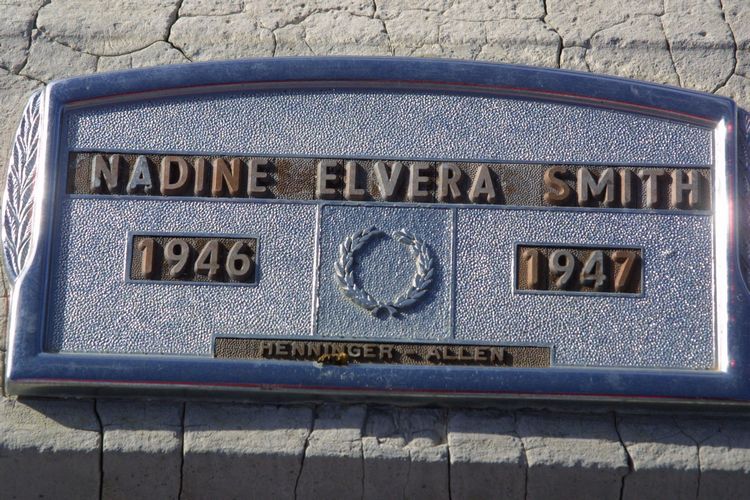 NADINE ELVERA SMITH
1946 1947
HENNINGER - ALLEN